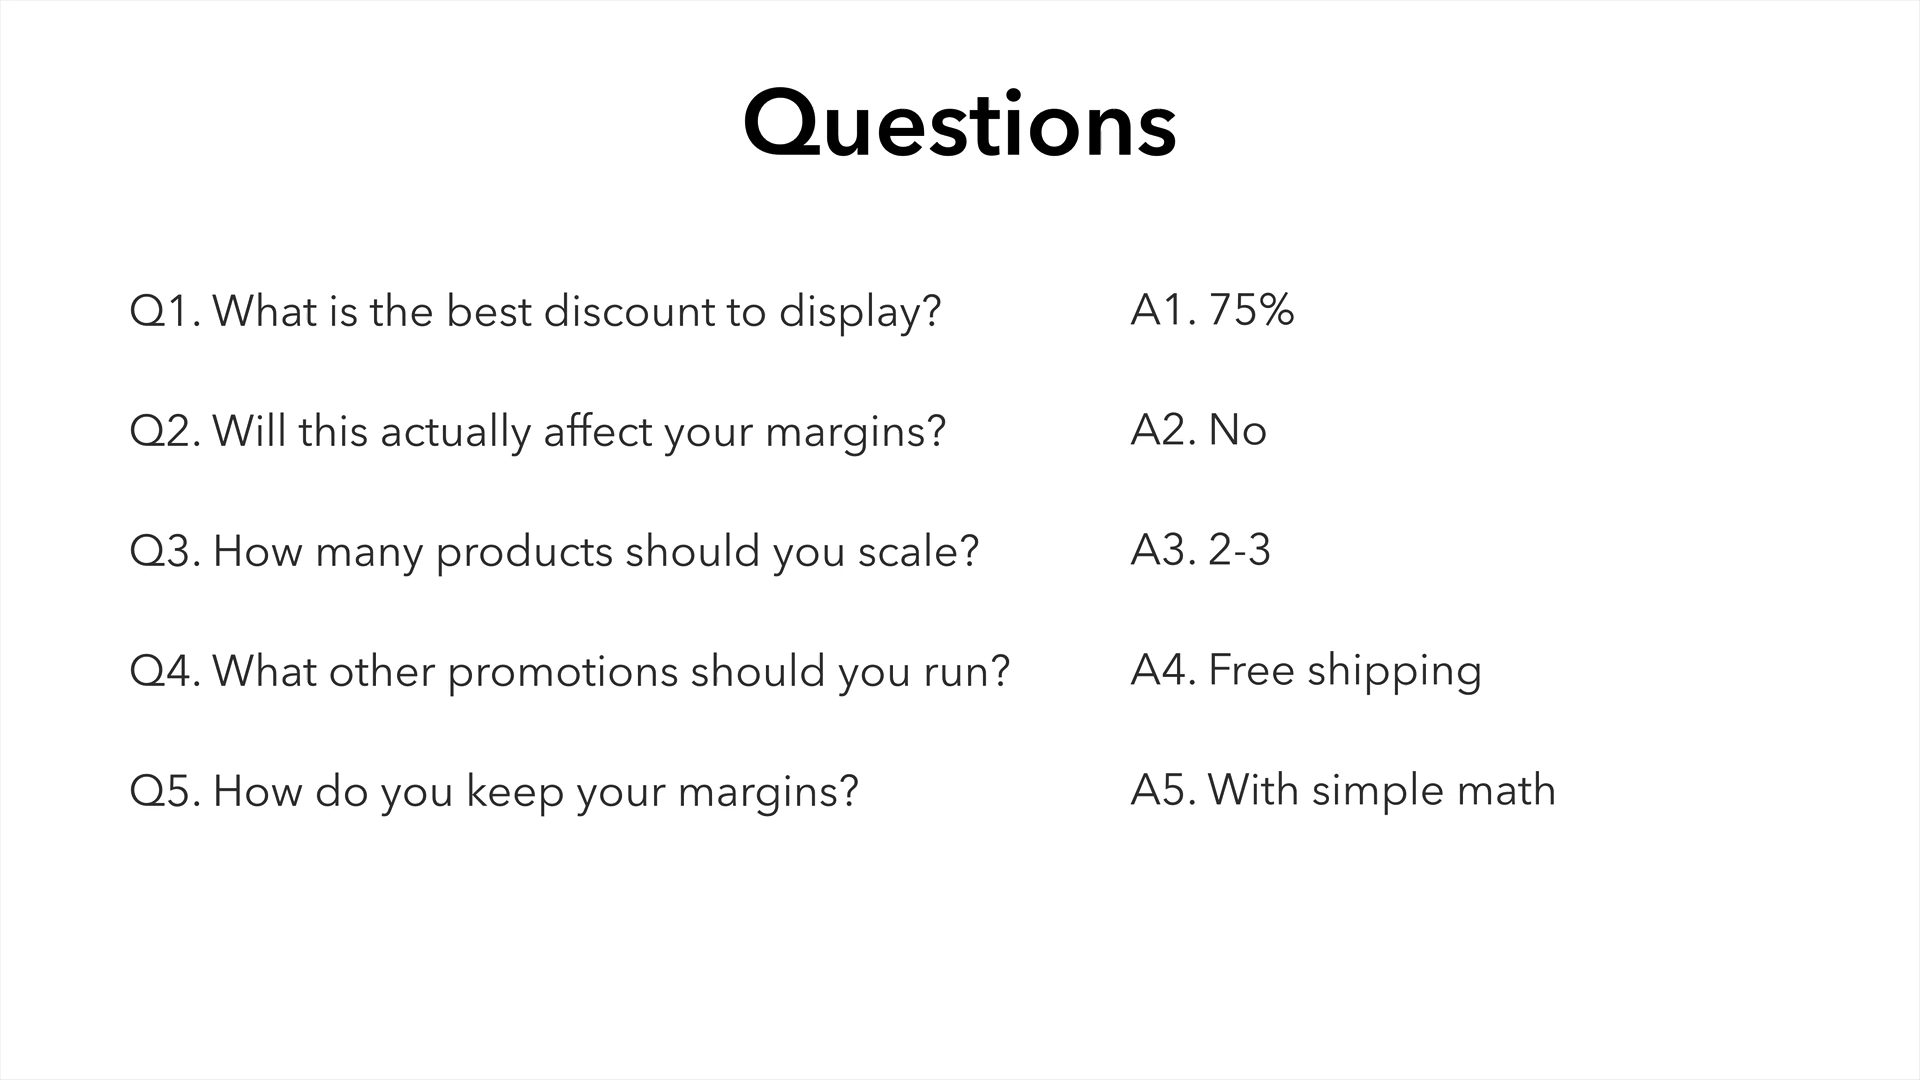 Questions
Q1. What is the best discount to display?
A1. 75%
Q2. Will this actually affect your margins?
A2. No
Q3. How many products should you scale?
A3. 2-3
Q4. What other promotions should you run?
A4. Free shipping
Q5. How do you keep your margins?
A5. With simple math